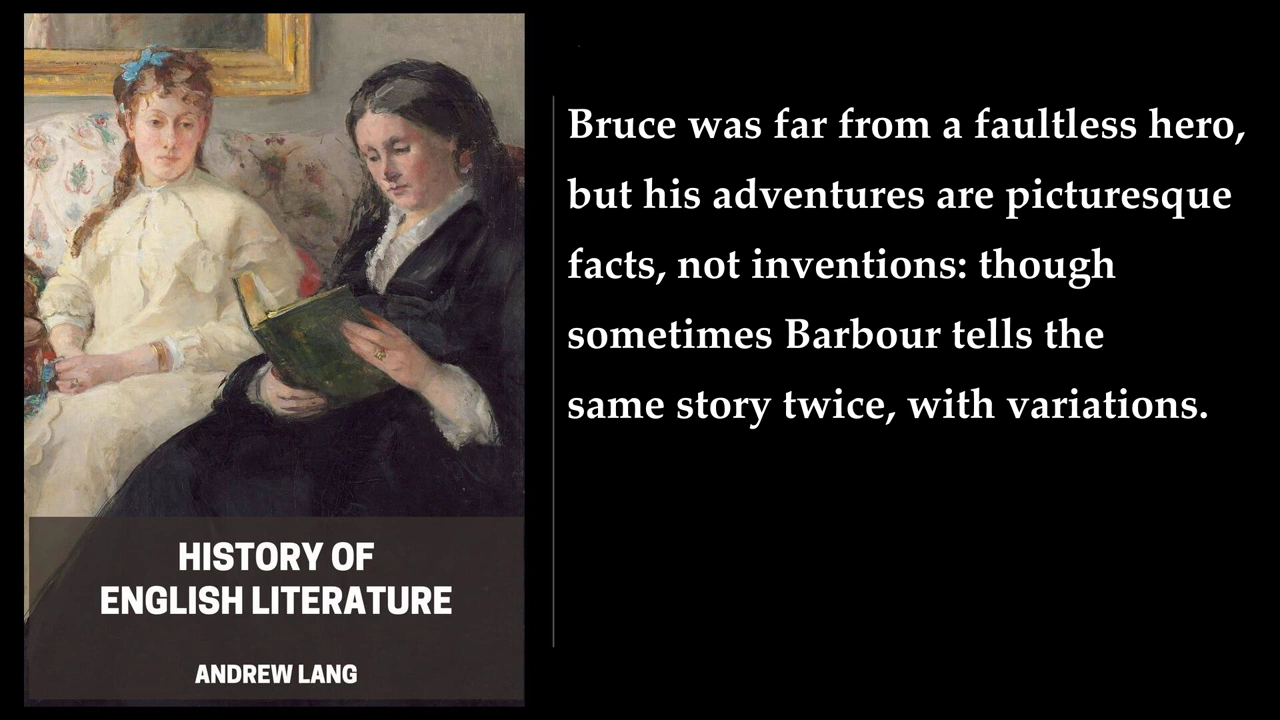 HISTORY OF
ENGLISH LITERATURE
ANDREW LANG
Bruce was far from a faultless hero,
but his adventures are picturesque
facts, not inventions: though
sometimes Barbour tells the
same story twice, with variations.